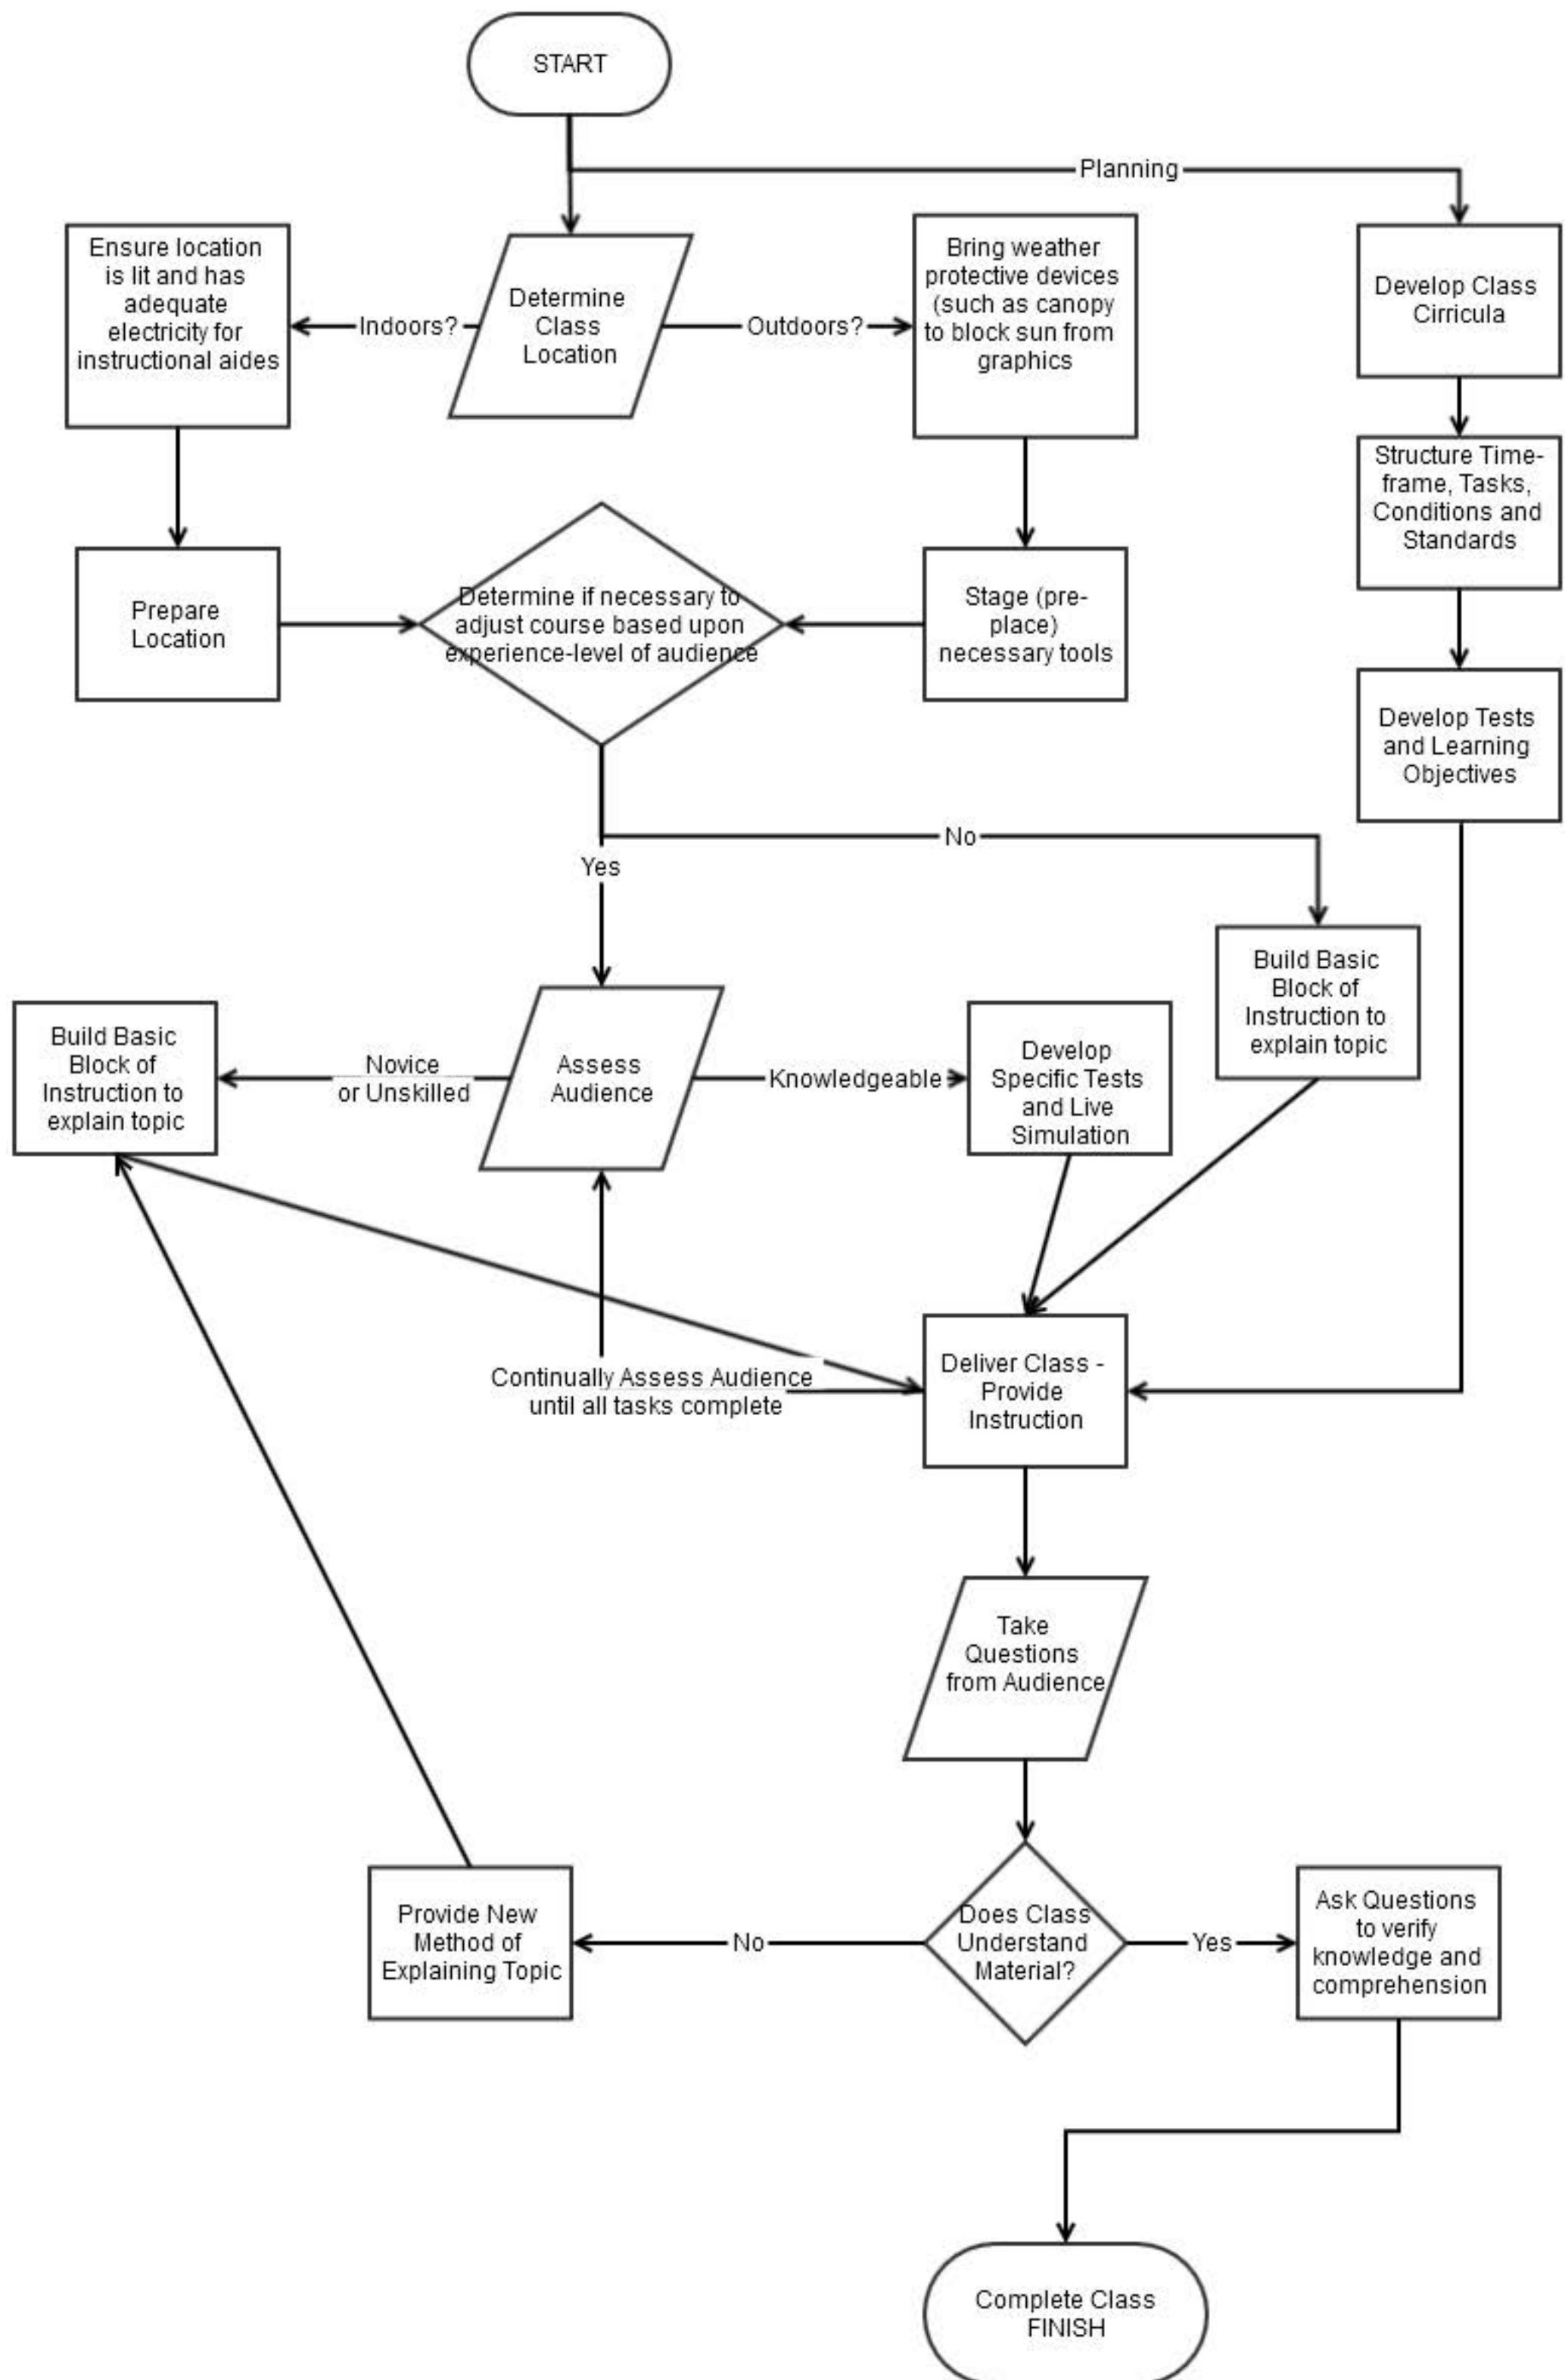 START
Planning
Ensure location
is lit and has
adequate
electricity for
instructional aides
Indoors?
Determine
Class
Location
Outdoors?
Bring weather
protective devices
(such as canopy
to block sun from
graphics
Develop Class
Cirricula
Structure Time-
frame, Tasks,
Conditions and
Standards
Prepare
Location
Determine if necessary to
adjust course based upon
experience-level of audience
Stage (pre-
place)
necessary tools
Develop Tests
and Learning
Objectives
No
Yes
Build Basic
Block of
Instruction to
explain topic
Build Basic
Block of
Instruction to
explain topic
Novice
or Unskilled
Assess
Audience
Knowledgeable
Develop
Specific Tests
and Live
Simulation
Continually Assess Audience
until all tasks complete
Deliver Class -
Provide
Instruction
Take
Questions
from Audience
Provide New
Method of
Explaining Topic
No
Does Class
Understand
Material?
Yes
Ask Questions
to verify
knowledge and
comprehension
Complete Class
FINISH